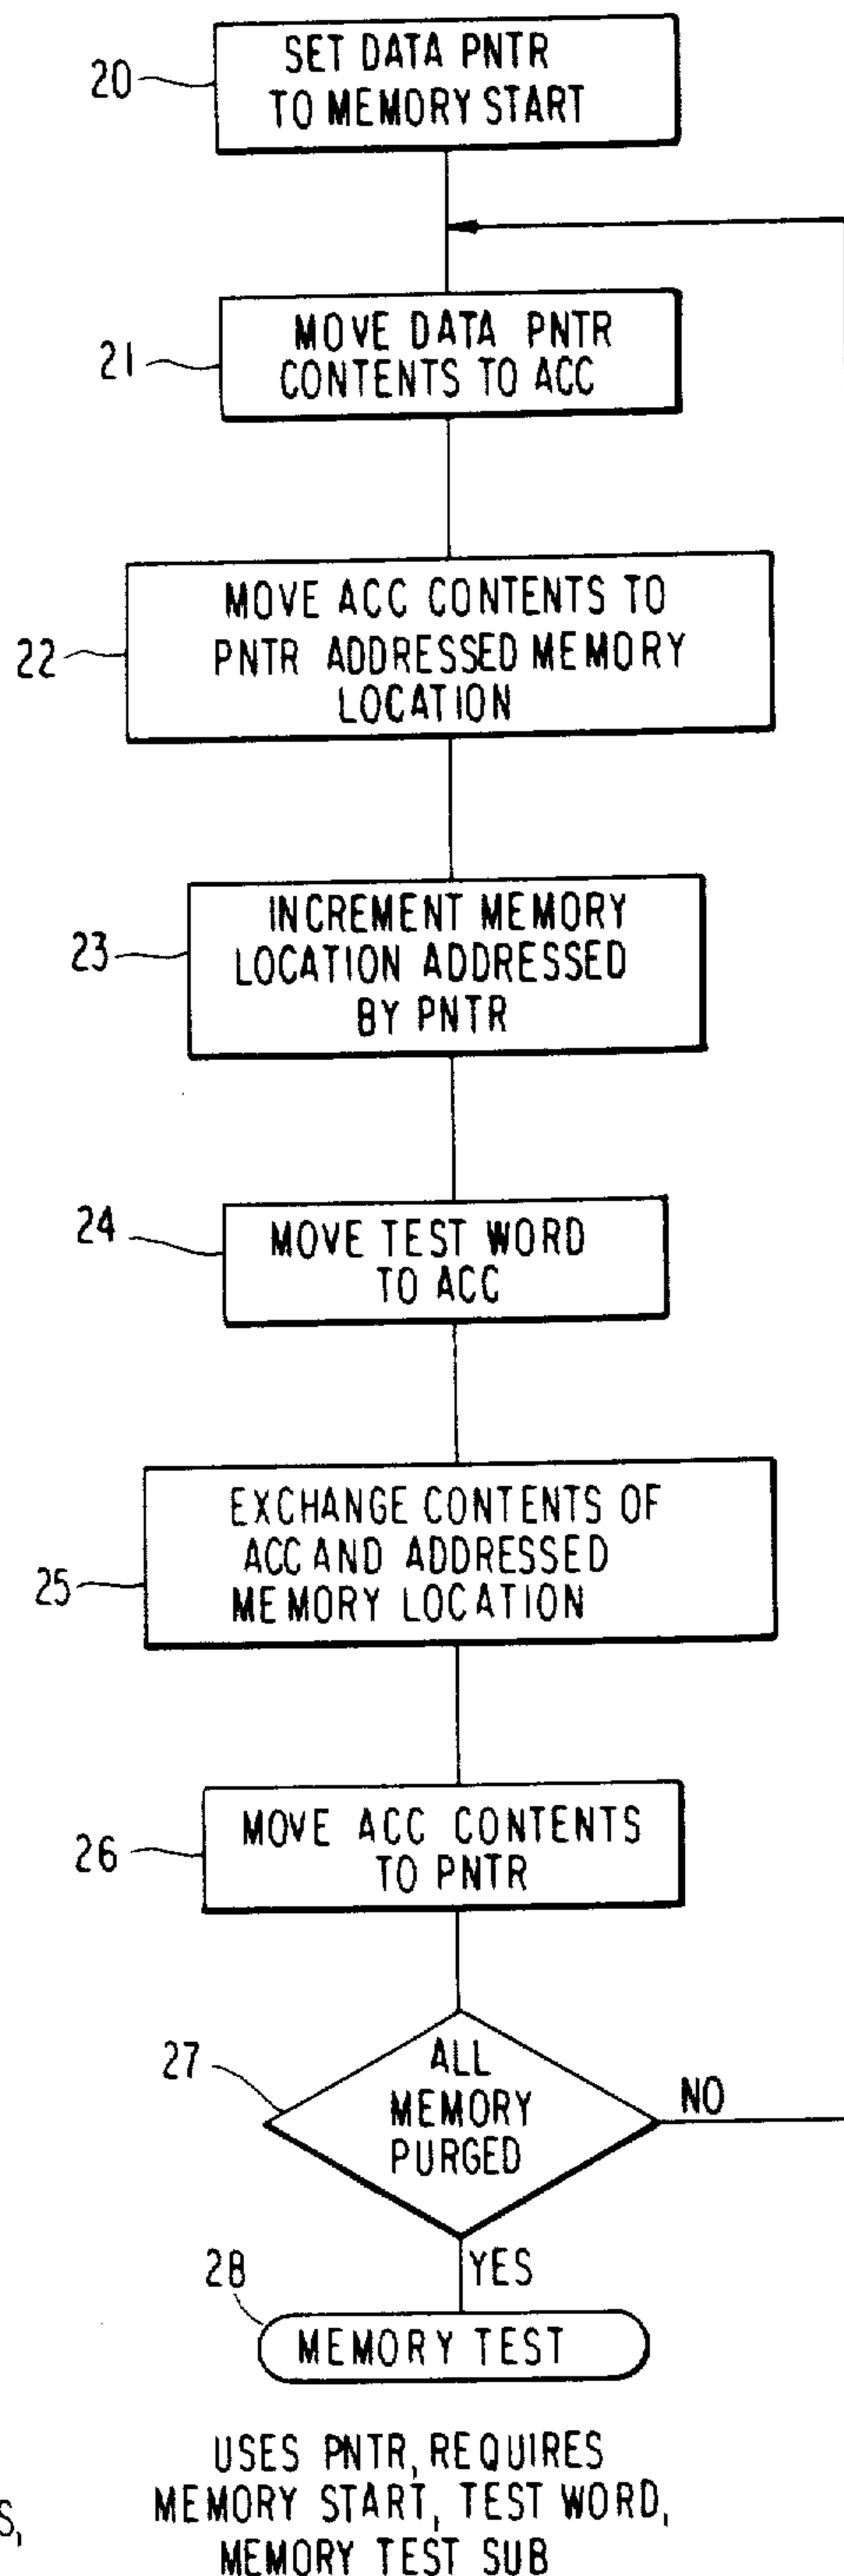 20
SET DATA PNTR
TO MEMORY START
21
MOVE DATA PNTR
CONTENTS TO ACC
22
MOVE ACC CONTENTS TO
PNTR ADDRESSED MEMORY
LOCATION
23
INCREMENT MEMORY
LOCATION ADDRESSED
BY PNTR
24
MOVE TEST WORD
TO ACC
25
EXCHANGE CONTENTS OF
ACC AND ADDRESSED
MEMORY LOCATION
26
MOVE ACC CONTENTS
TO PNTR
27
ALL
MEMORY
PURGED
NO
YES
28
MEMORY TEST
USES PNTR, REQUIRES
MEMORY START, TEST WORD,
MEMORY TEST SUB
S,